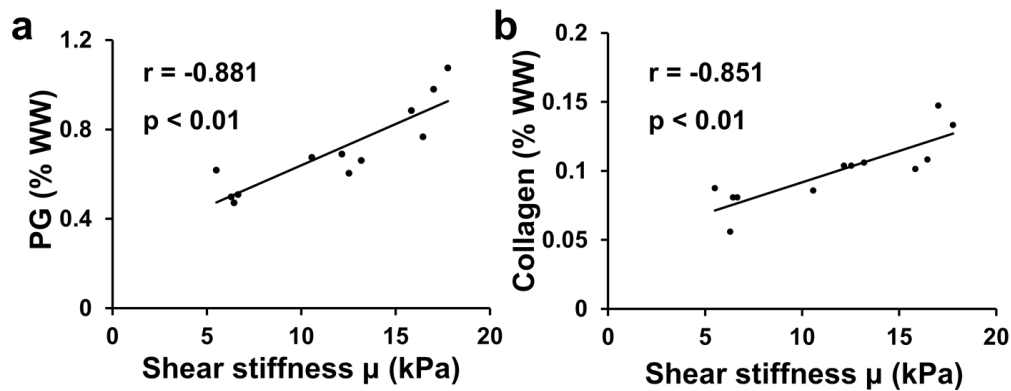 a
1.2
r = -0.881
p < 0.01
0.8
PG (% WW)
0.4
0
0 5 10 15 20
Shear stiffness μ (kPa)
b
0.2
r = -0.851
0.15
p < 0.01
Collagen (% WW)
0.1
0.05
0
0 5 10 15 20
Shear stiffness μ (kPa)